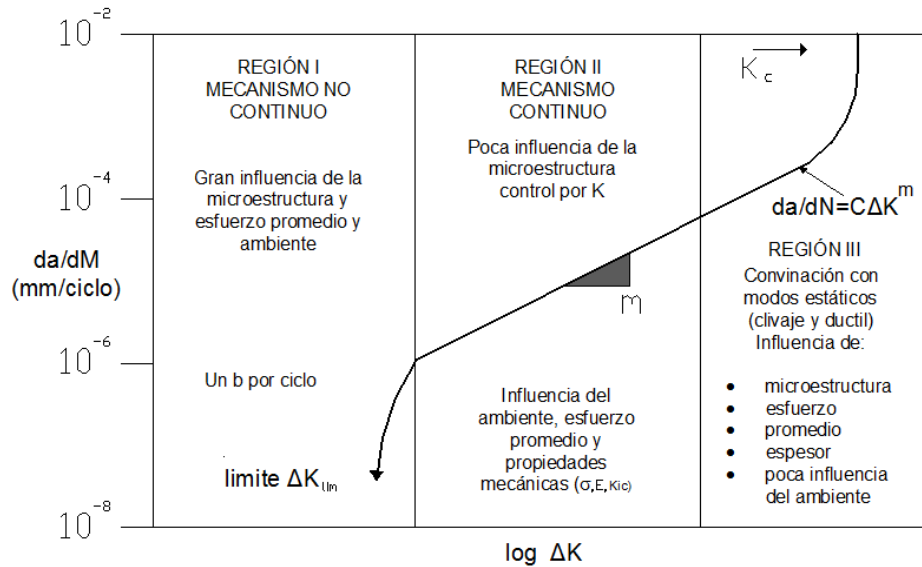 10⁻²
10⁻⁴
da/dM
(mm/ciclo)
10⁻⁶
10⁻⁸
REGIÓN I
MECANISMO NO
CONTINUO
Gran influencia de la
microestructura y
esfuerzo promedio y
ambiente
Un b por ciclo
limite ΔK_lim
REGIÓN II
MECANISMO
CONTINUO
Poca influencia de la
microestructura
control por K
m
Influencia del
ambiente, esfuerzo
promedio y
propiedades
mecánicas (σ,E,Kic)
K_c
da/dN=CΔK^m
REGIÓN III
Convinación con
modos estáticos
(clivaje y ductil)
Influencia de:
• microestructura
• esfuerzo
• promedio
• espesor
• poca influencia
del ambiente
log ΔK